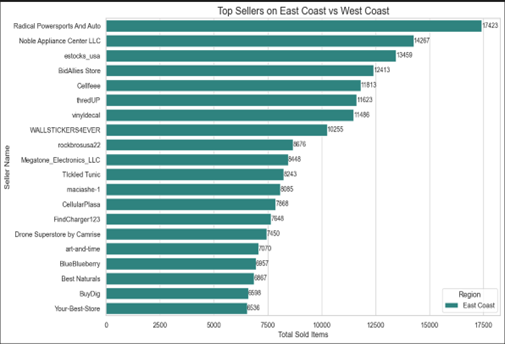 Top Sellers on East Coast vs West Coast
Seller Name
Radical Powersports And Auto 17423
Noble Appliance Center LLC 14267
estocks_usa 13459
BidAllies Store 12413
Cellfeee 11813
thredUP 11623
vinyldecal 11486
WALLSTICKERS4EVER 10255
rockbrosusa22 8676
Megatone_Electronics_LLC 8448
Tickled Tunic 8243
maciashe-1 8085
CellularPlasa 7868
FindCharger123 7648
Drone Superstore by Camrise 7450
art-and-time 7070
BlueBlueberry 6957
Best Naturals 6867
BuyDig 6598
Your-Best-Store 6536
Region
East Coast
0 2500 5000 7500 10000 12500 15000 17500
Total Sold Items